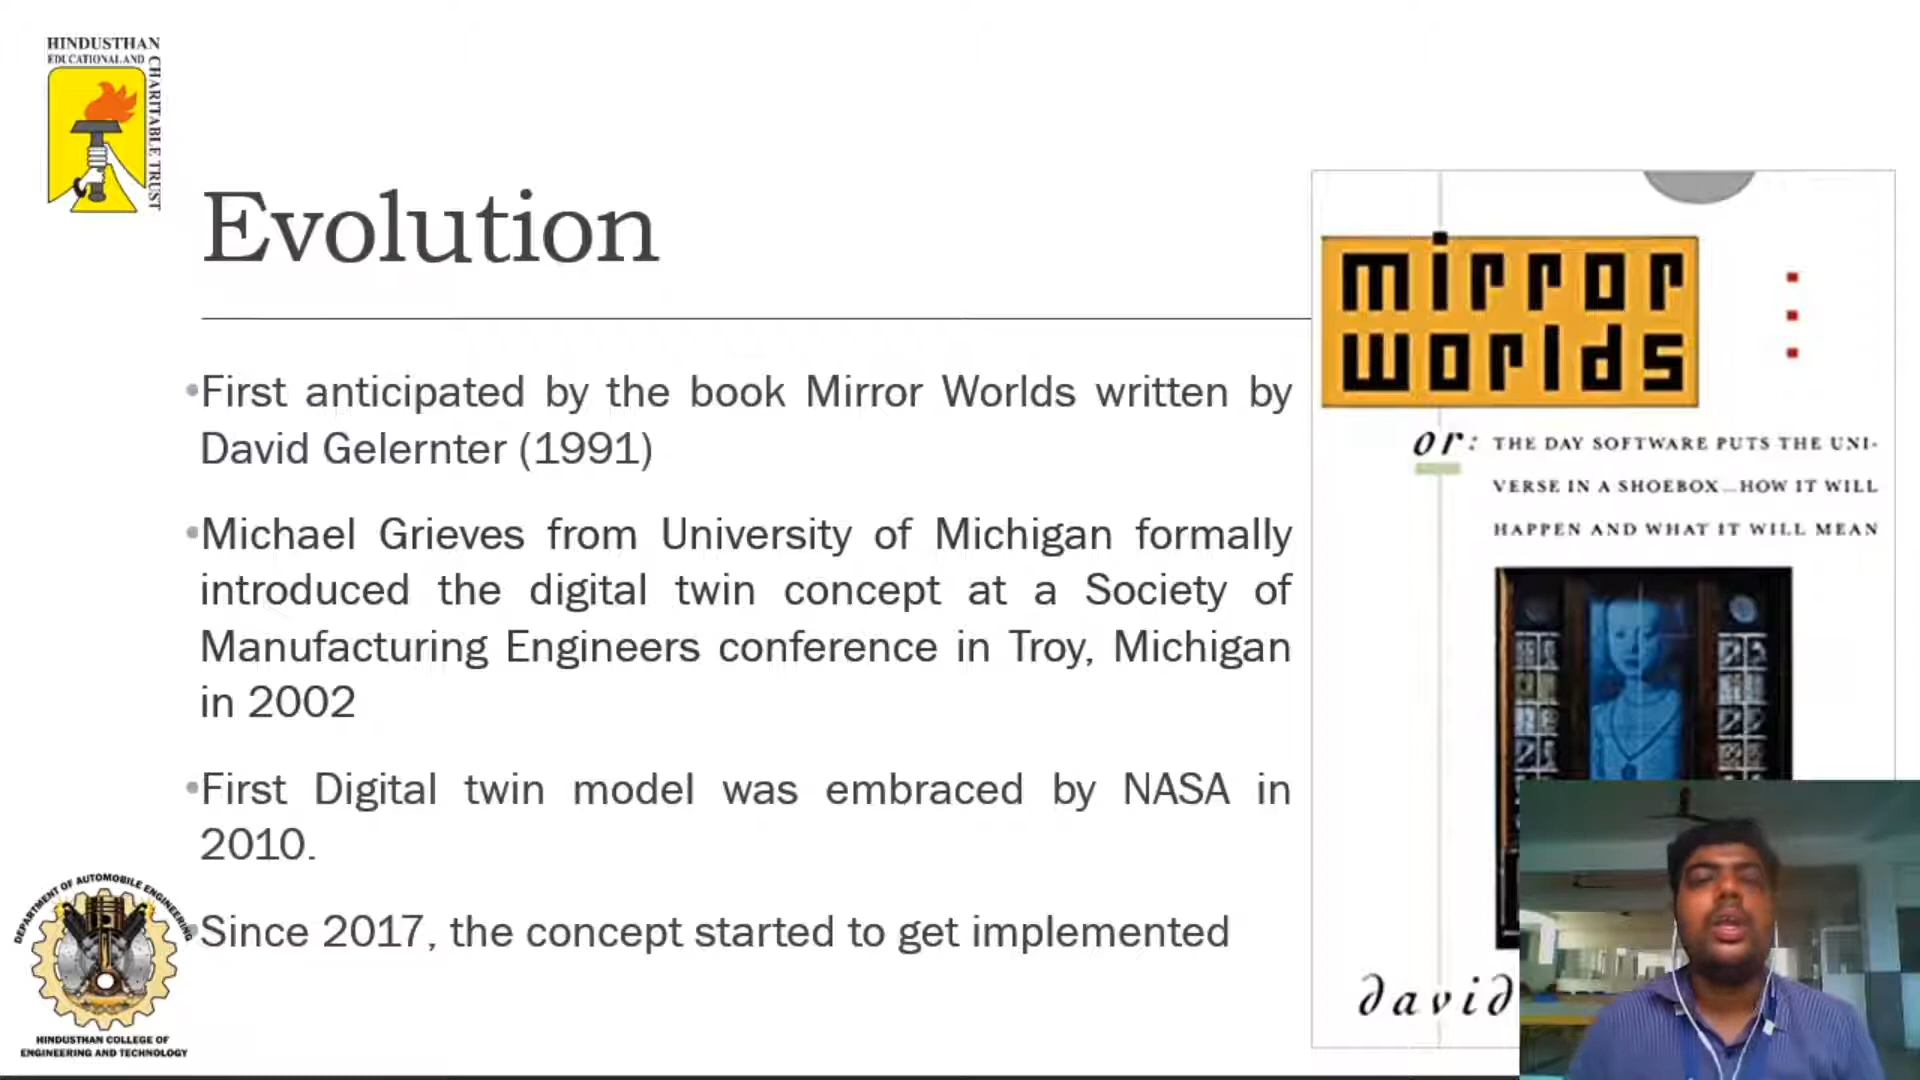 HINDUSTHAN
EDUCATIONAL AND
CHARITABLE TRUST
Evolution
•First anticipated by the book Mirror Worlds written by
David Gelernter (1991)
•Michael Grieves from University of Michigan formally
introduced the digital twin concept at a Society of
Manufacturing Engineers conference in Troy, Michigan
in 2002
•First Digital twin model was embraced by NASA in
2010.
•Since 2017, the concept started to get implemented
mirror
worlds
or: THE DAY SOFTWARE PUTS THE UNI-
VERSE IN A SHOEBOX...HOW IT WILL
HAPPEN AND WHAT IT WILL MEAN
david
DEPARTMENT OF AUTOMOBILE ENGINEERING
HINDUSTHAN COLLEGE OF
ENGINEERING AND TECHNOLOGY